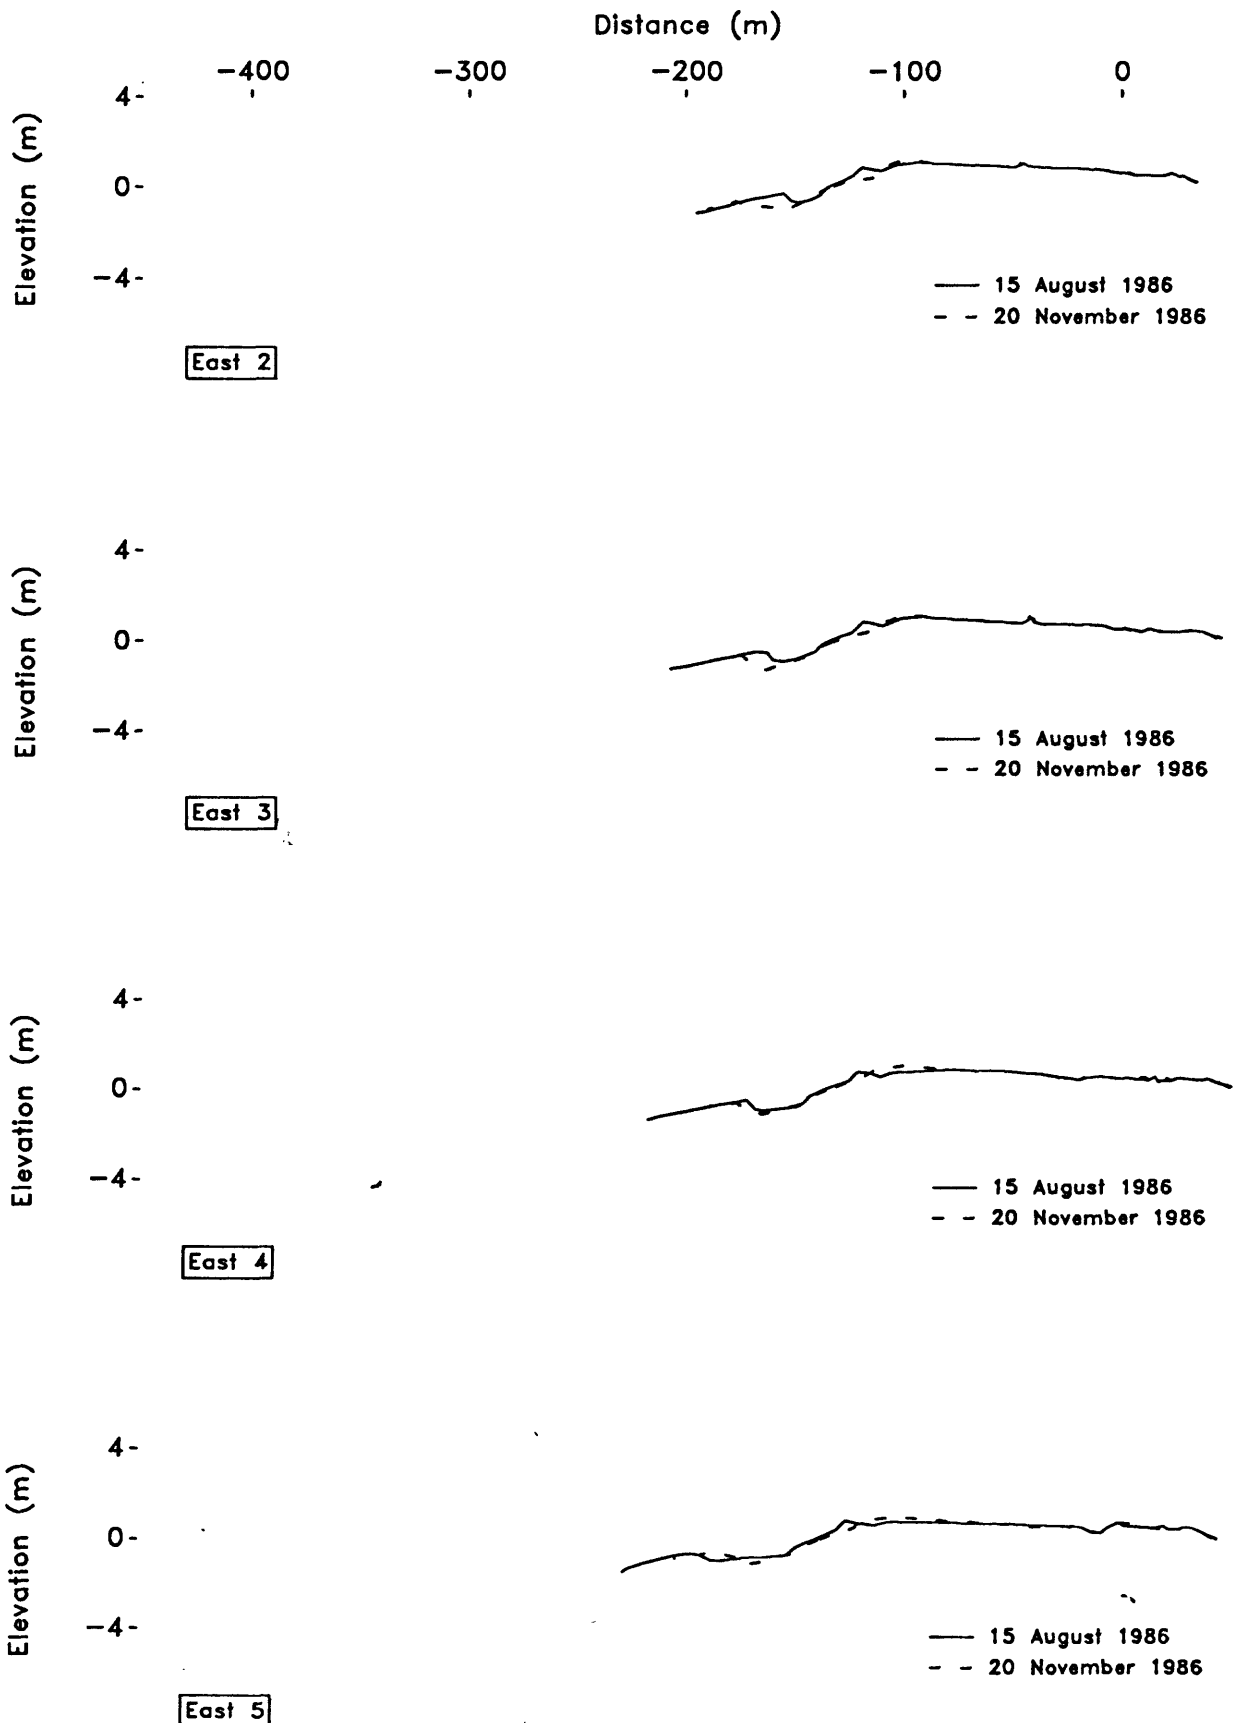 Distance (m)
−400 −300 −200 −100 0
4
0
−4
Elevation (m)
15 August 1986
20 November 1986
East 2
4
0
−4
Elevation (m)
15 August 1986
20 November 1986
East 3
4
0
−4
Elevation (m)
15 August 1986
20 November 1986
East 4
4
0
−4
Elevation (m)
15 August 1986
20 November 1986
East 5